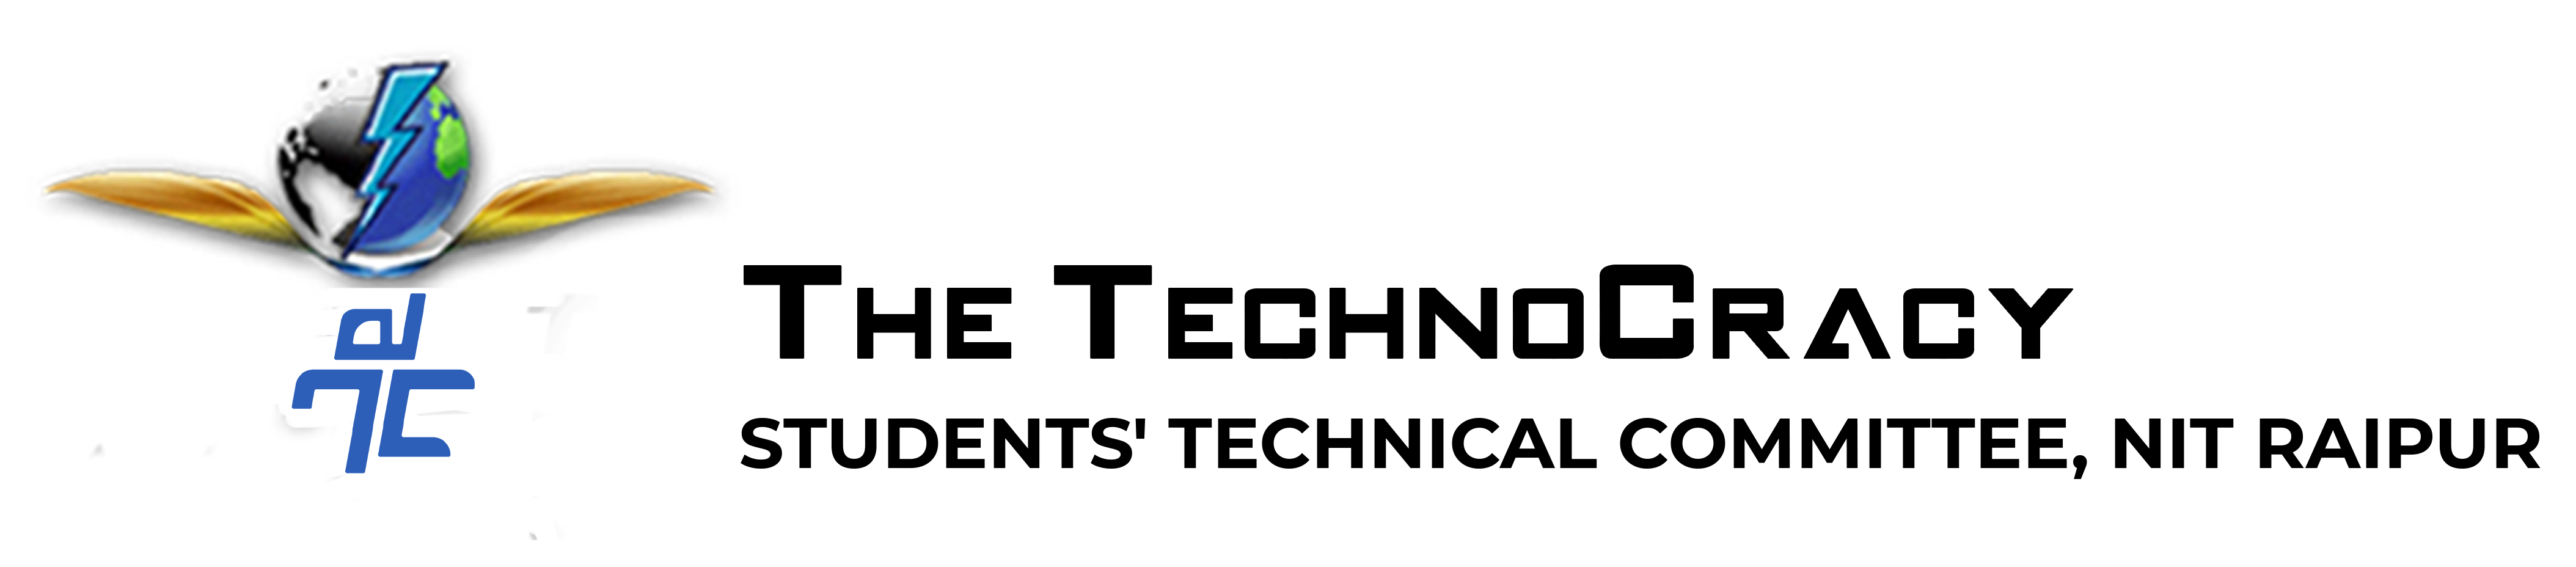 The TechnoCracy
STUDENTS' TECHNICAL COMMITTEE, NIT RAIPUR